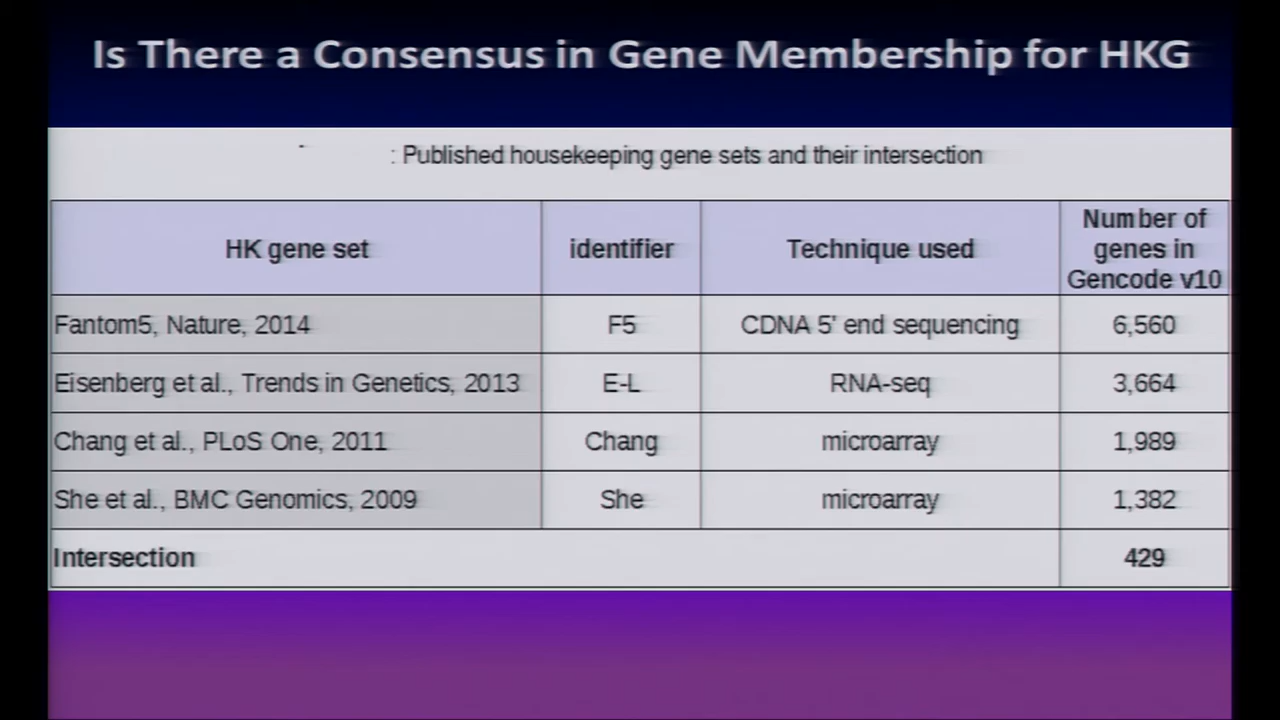 Is There a Consensus in Gene Membership for HKG
: Published housekeeping gene sets and their intersection
HK gene set
identifier
Technique used
Number of
genes in
Gencode v10
Fantom5, Nature, 2014
F5
CDNA 5' end sequencing
6,560
Eisenberg et al., Trends in Genetics, 2013
E-L
RNA-seq
3,664
Chang et al., PLoS One, 2011
Chang
microarray
1,989
She et al., BMC Genomics, 2009
She
microarray
1,382
Intersection
429